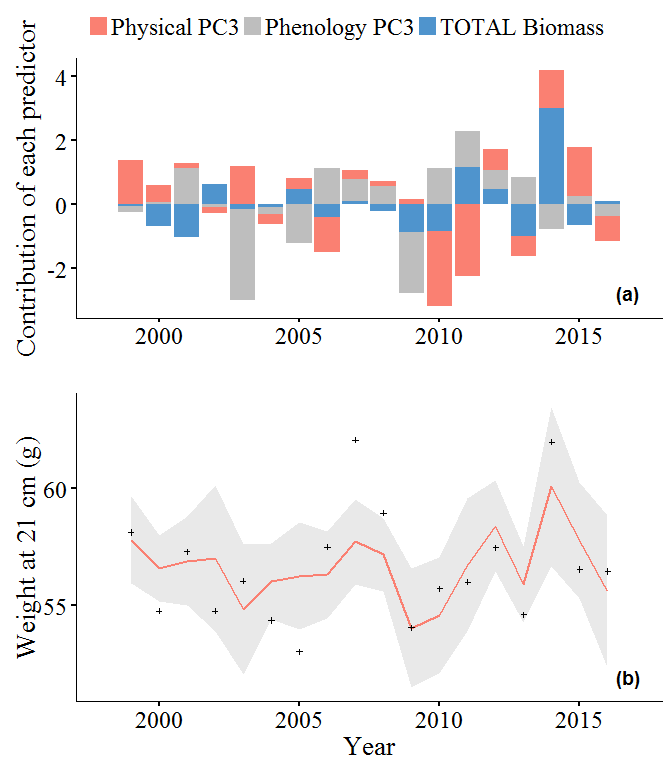 Physical PC3 Phenology PC3 TOTAL Biomass
Contribution of each predictor
4
2
0
-2
(a)
2000 2005 2010 2015
Weight at 21 cm (g)
60
55
(b)
2000 2005 2010 2015
Year